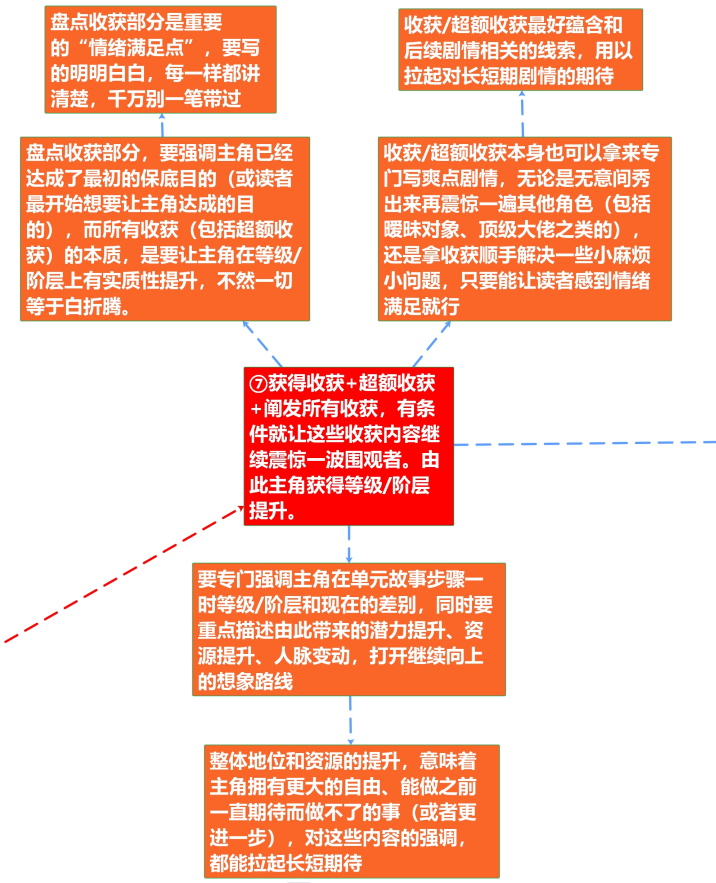 盘点收获部分是重要
的“情绪满足点”，要写
的明明白白，每一样都讲
清楚，千万别一笔带过
收获/超额收获最好蕴含和
后续剧情相关的线索，用以
拉起对长短期剧情的期待
盘点收获部分，要强调主角已经
达成了最初的保底目的（或读者
最开始想要让主角达成的目
的），而所有收获（包括超额收
获）的本质，是要让主角在等级/
阶层上有实质性提升，不然一切
等于白折腾。
收获/超额收获本身也可以拿来专
门写爽点剧情，无论是无意间秀
出来再震惊一遍其他角色（包括
暧昧对象、顶级大佬之类的），
还是拿收获顺手解决一些小麻烦
小问题，只要能让读者感到情绪
满足就行
⑦获得收获+超额收获
+阐发所有收获，有条
件就让这些收获内容继
续震惊一波围观者。由
此主角获得等级/阶层
提升。
要专门强调主角在单元故事步骤一
时等级/阶层和现在的差别，同时要
重点描述由此带来的潜力提升、资
源提升、人脉变动，打开继续向上
的想象路线
整体地位和资源的提升，意味着
主角拥有更大的自由、能做之前
一直期待而做不了的事（或者更
进一步），对这些内容的强调，
都能拉起长短期待